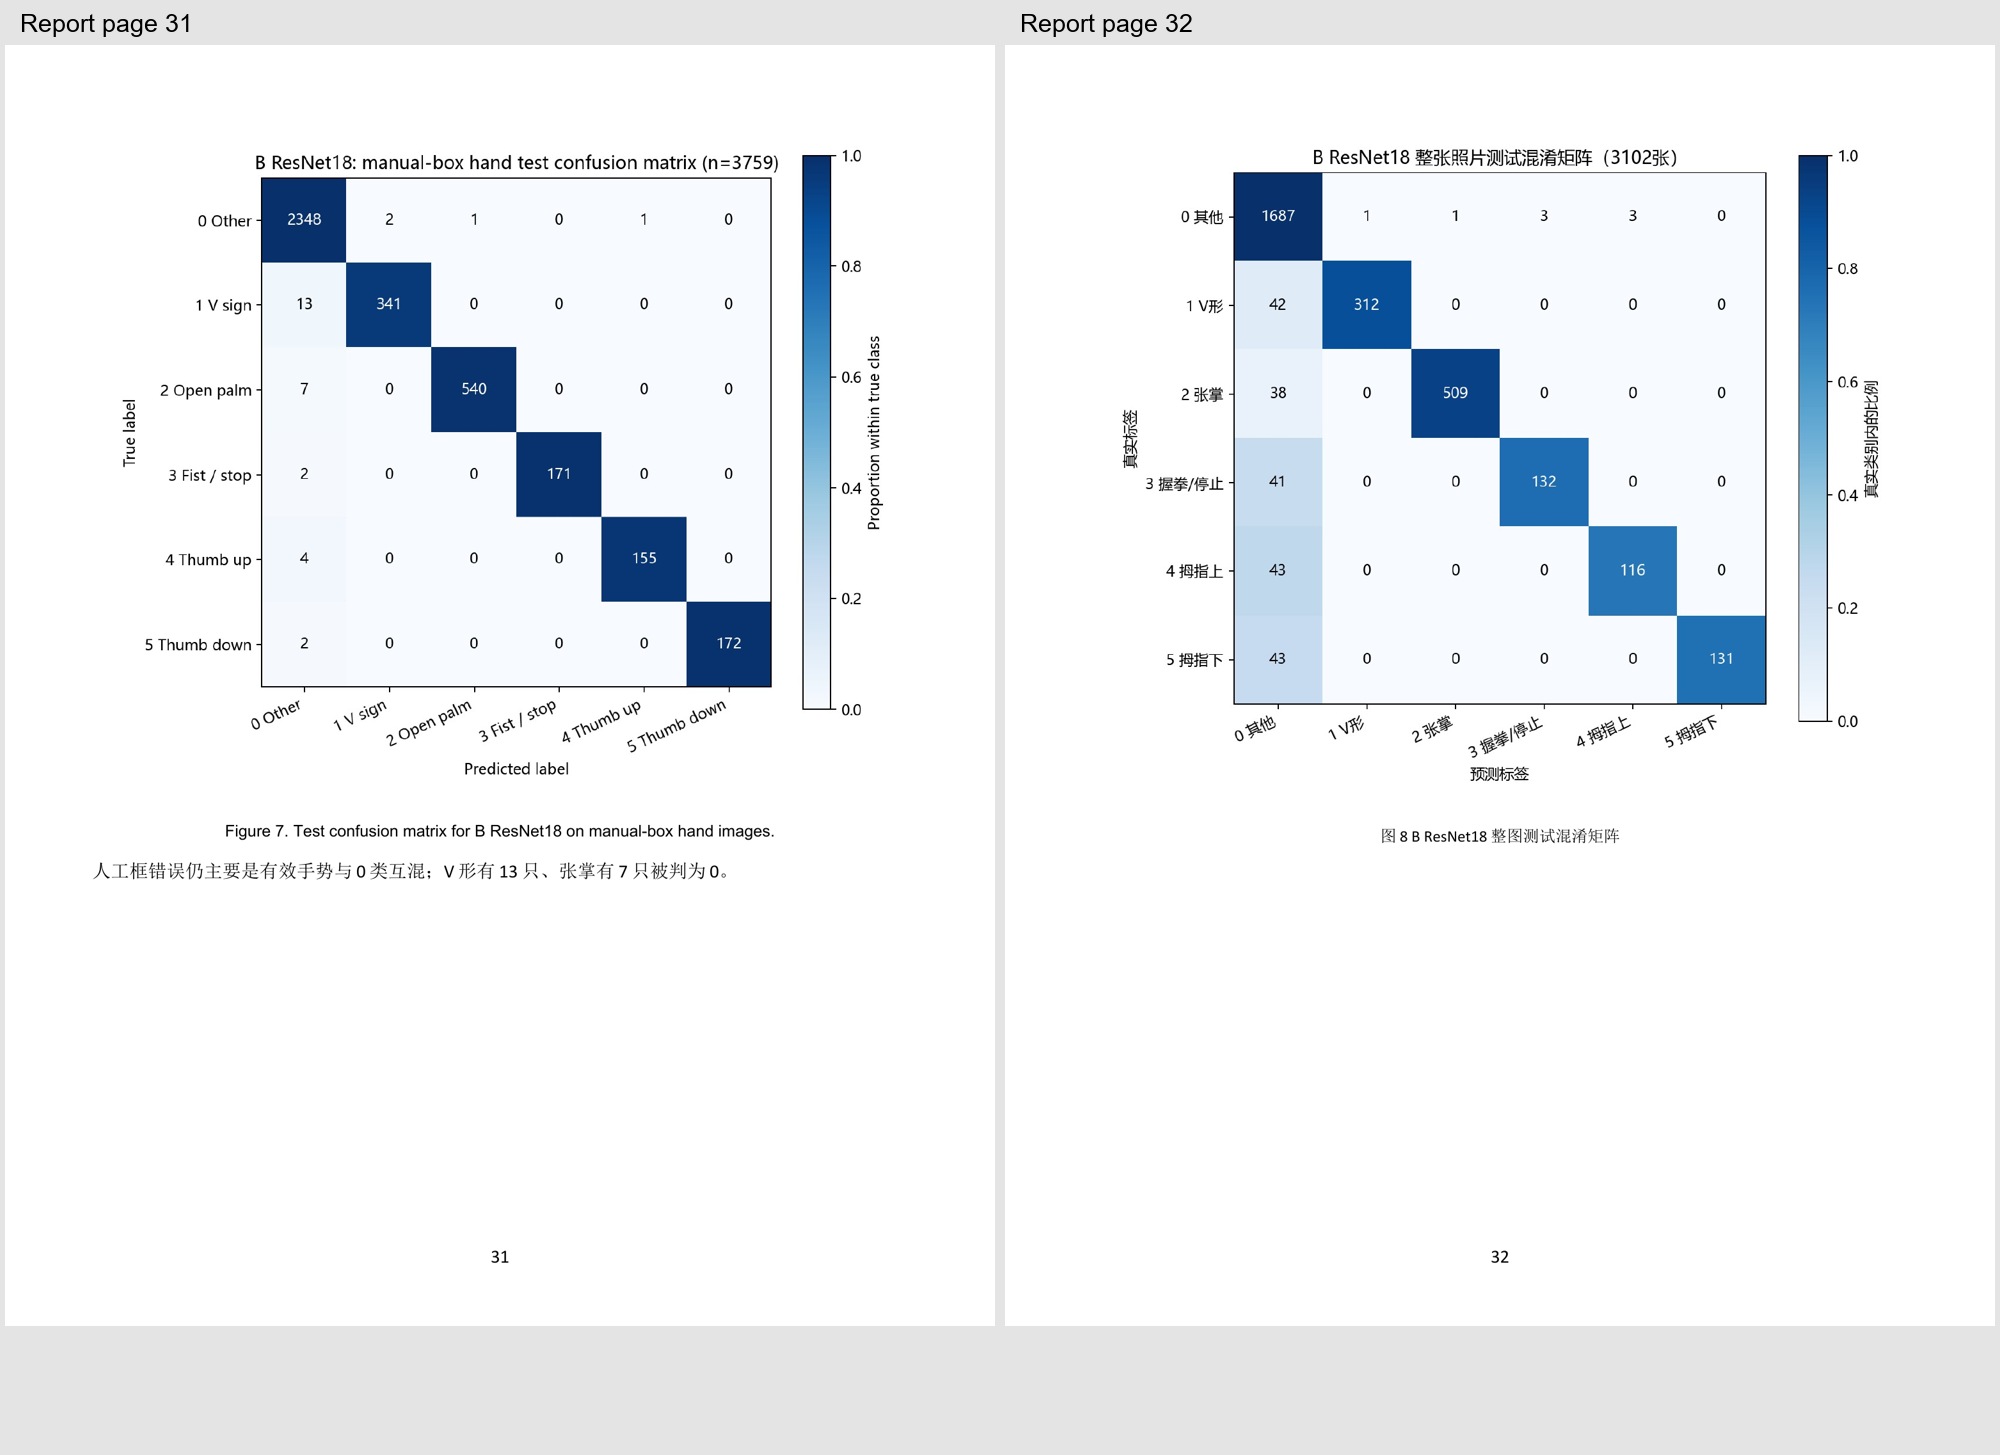 Report page 31
B ResNet18: manual-box hand test confusion matrix (n=3759)
True label
0 Other 2348 2 1 0 1 0
1 V sign 13 341 0 0 0 0
2 Open palm 7 0 540 0 0 0
3 Fist / stop 2 0 0 171 0 0
4 Thumb up 4 0 0 0 155 0
5 Thumb down 2 0 0 0 0 172
0 Other 1 V sign 2 Open palm 3 Fist / stop 4 Thumb up 5 Thumb down
Predicted label
1.0
0.8
0.6
0.4
0.2
0.0
Proportion within true class
Figure 7. Test confusion matrix for B ResNet18 on manual-box hand images.
人工框错误仍主要是有效手势与 0 类互混；V 形有 13 只、张掌有 7 只被判为 0。
31
Report page 32
B ResNet18 整张照片测试混淆矩阵（3102张）
真实标签
0 其他 1687 1 1 3 3 0
1 V形 42 312 0 0 0 0
2 张掌 38 0 509 0 0 0
3 握拳/停止 41 0 0 132 0 0
4 拇指上 43 0 0 0 116 0
5 拇指下 43 0 0 0 0 131
0 其他 1 V形 2 张掌 3 握拳/停止 4 拇指上 5 拇指下
预测标签
1.0
0.8
0.6
0.4
0.2
0.0
真实类别内的比例
图 8 B ResNet18 整图测试混淆矩阵
32